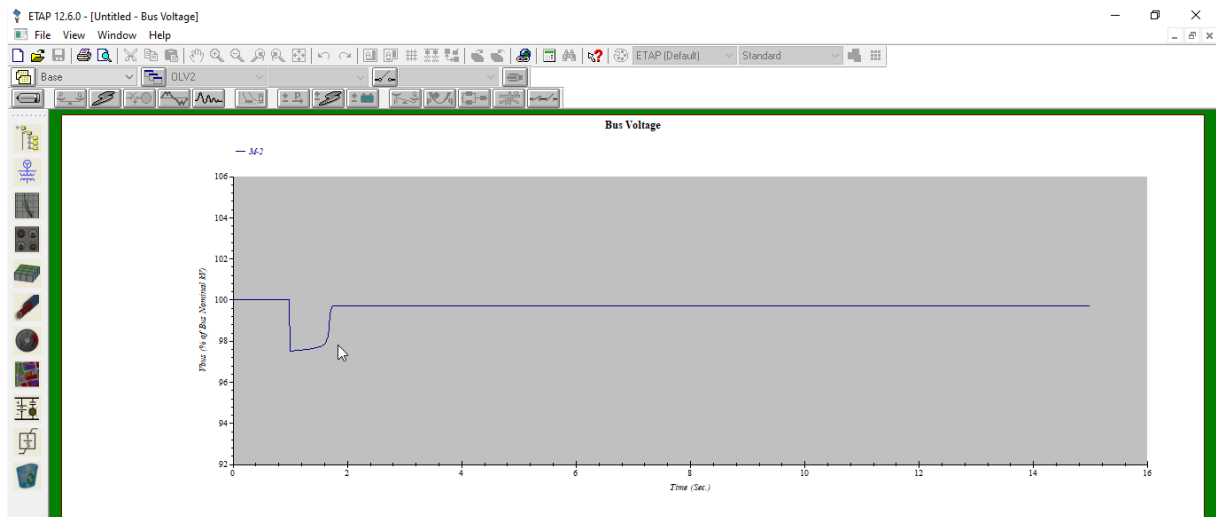 ETAP 12.6.0 - [Untitled - Bus Voltage]
File View Window Help
ETAP (Default) Standard
Base OLV2
Bus Voltage
M-2
106
104
102
100
98
96
94
92
Vbus (% of Bus Nominal kV)
0 2 4 6 8 10 12 14 16
Time (Sec.)